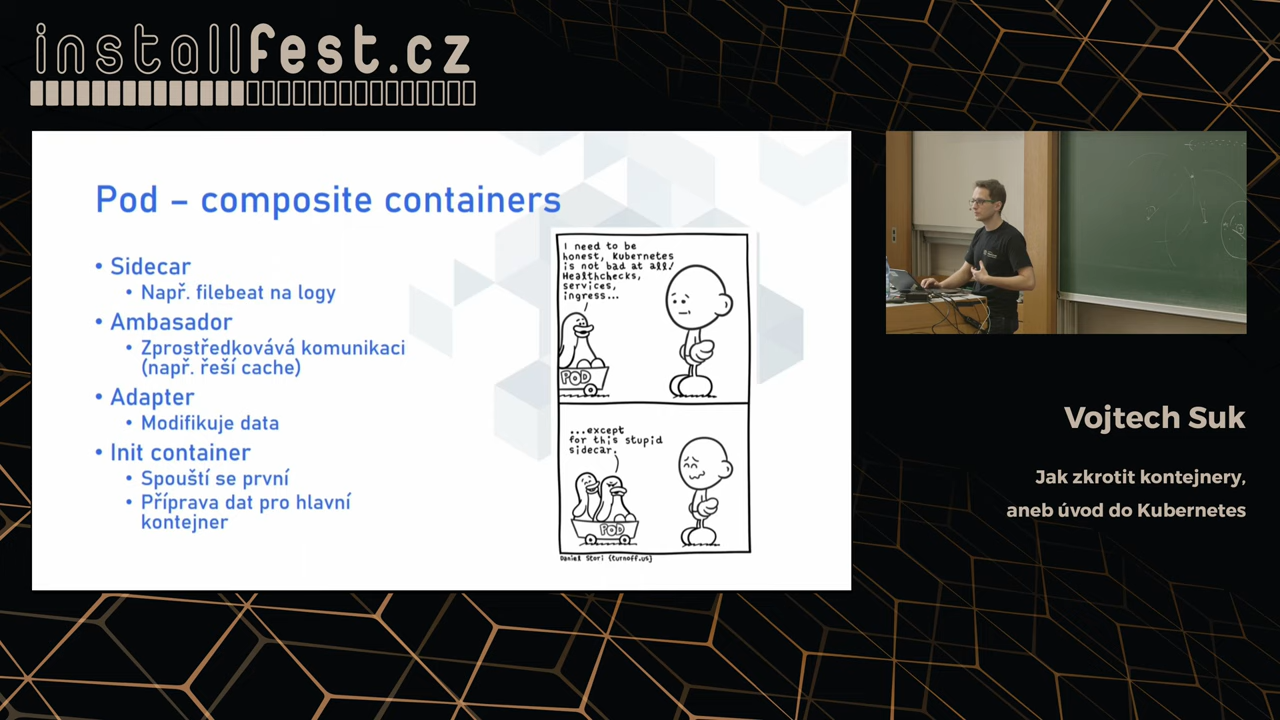 installfest.cz
Pod – composite containers
• Sidecar
• Např. filebeat na logy
• Ambasador
• Zprostředkovává komunikaci
(např. řeší cache)
• Adapter
• Modifikuje data
• Init container
• Spouští se první
• Příprava dat pro hlavní
kontejner
I need to be
honest, Kubernetes
is not bad at all!
Healthchecks,
services,
ingress...
POD
...except
for this stupid
sidecar.
POD
Daniel Stori {turnoff.us}
Vojtech Suk
Jak zkrotit kontejnery,
aneb úvod do Kubernetes